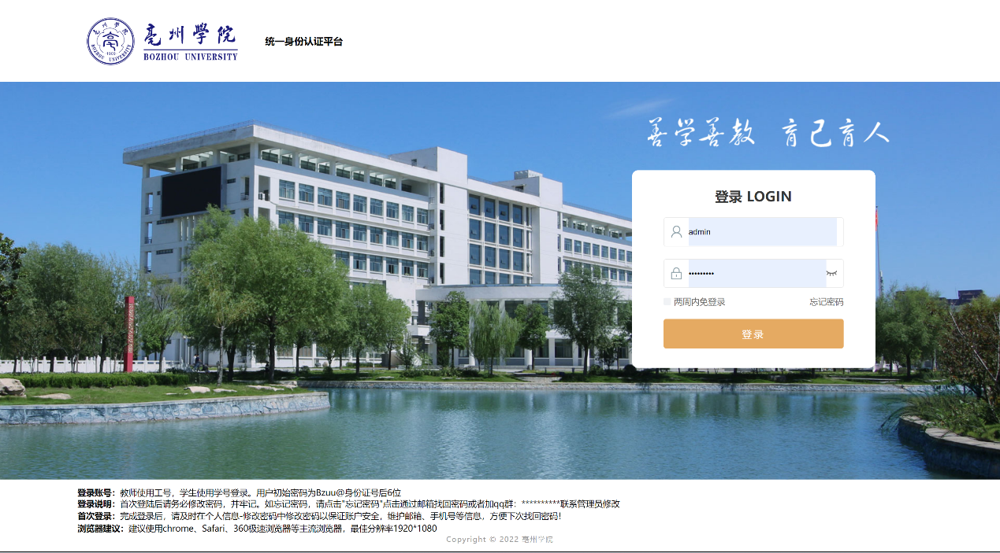 亳州學院
BOZHOU UNIVERSITY
统一身份认证平台
善学善教 育己育人
登录 LOGIN
admin
•••••••••
两周内免登录 忘记密码
登录
登录账号：教师使用工号，学生使用学号登录。用户初始密码为Bzuu@身份证号后6位
登录说明：首次登陆后请务必修改密码，并牢记。如忘记密码，请点击"忘记密码"点击通过邮箱找回密码或者加qq群：**********联系管理员修改
首次登录：完成登录后，请及时在个人信息-修改密码中修改密码以保证账户安全，维护邮箱、手机号等信息，方便下次找回密码！
浏览器建议：建议使用chrome、Safari、360极速浏览器等主流浏览器，最佳分辨率1920*1080
Copyright © 2022 亳州学院